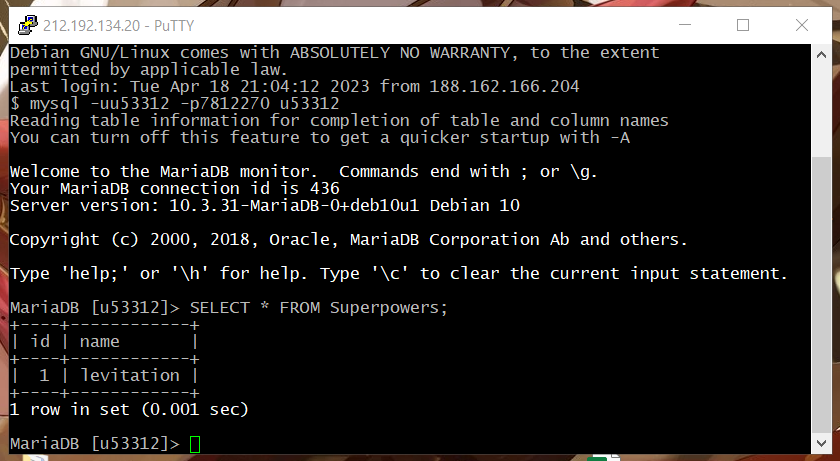 212.192.134.20 - PuTTY
Debian GNU/Linux comes with ABSOLUTELY NO WARRANTY, to the extent
permitted by applicable law.
Last login: Tue Apr 18 21:04:12 2023 from 188.162.166.204
$ mysql -uu53312 -p7812270 u53312
Reading table information for completion of table and column names
You can turn off this feature to get a quicker startup with -A
Welcome to the MariaDB monitor.  Commands end with ; or \g.
Your MariaDB connection id is 436
Server version: 10.3.31-MariaDB-0+deb10u1 Debian 10
Copyright (c) 2000, 2018, Oracle, MariaDB Corporation Ab and others.
Type 'help;' or '\h' for help. Type '\c' to clear the current input statement.
MariaDB [u53312]> SELECT * FROM Superpowers;
+----+------------+
| id | name       |
+----+------------+
|  1 | levitation |
+----+------------+
1 row in set (0.001 sec)
MariaDB [u53312]>